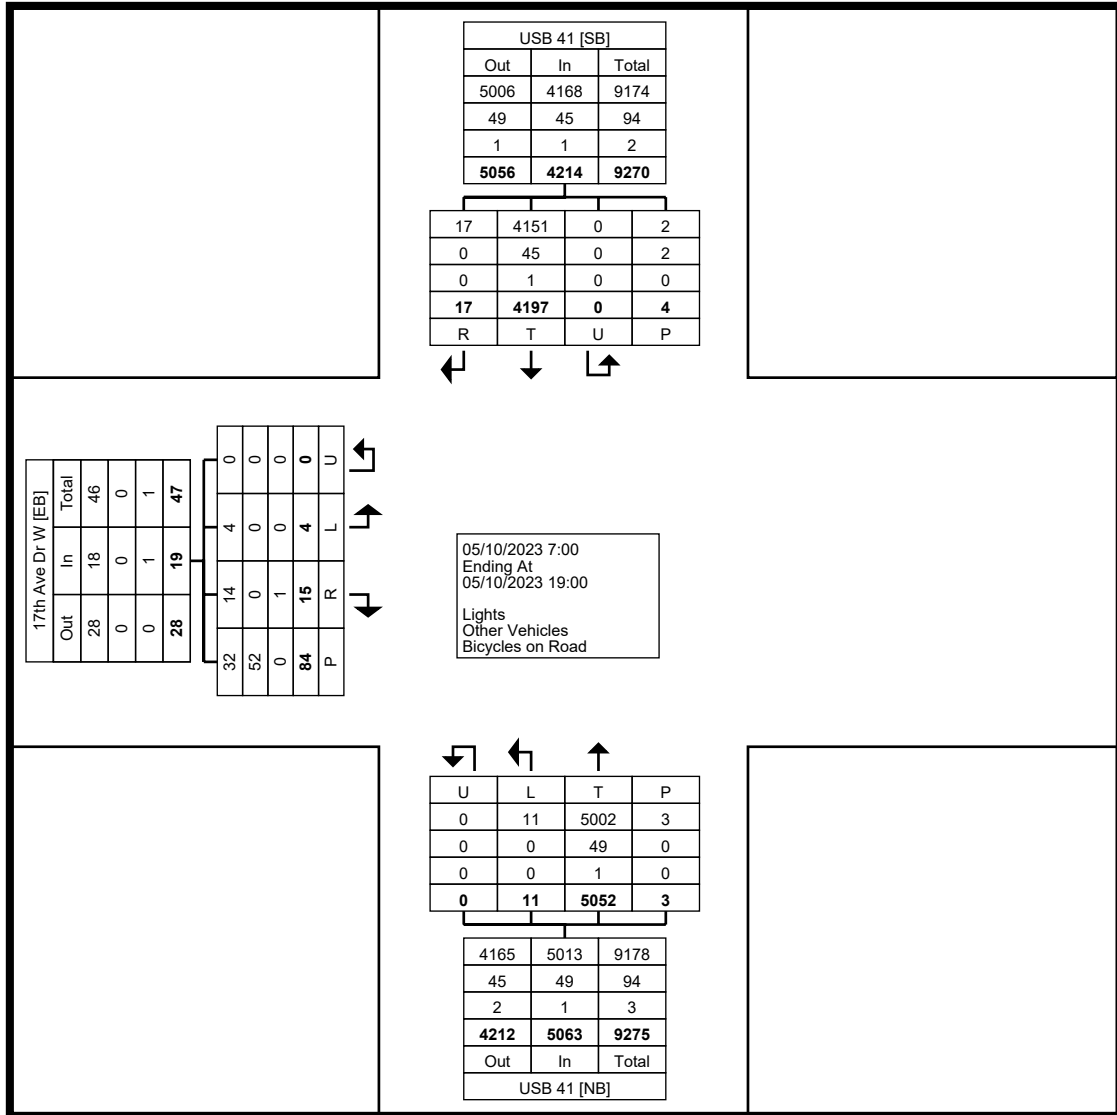 USB 41 [SB]
Out In Total
5006 4168 9174
49 45 94
1 1 2
5056 4214 9270
17 4151 0 2
0 45 0 2
0 1 0 0
17 4197 0 4
R T U P
17th Ave Dr W [EB]
Out In Total
28 18 46
0 0 0
0 1 1
28 19 47
32 14 4 0
52 0 0 0
0 1 0 0
84 15 4 0
P R L U
05/10/2023 7:00
Ending At
05/10/2023 19:00
Lights
Other Vehicles
Bicycles on Road
U L T P
0 11 5002 3
0 0 49 0
0 0 1 0
0 11 5052 3
4165 5013 9178
45 49 94
2 1 3
4212 5063 9275
Out In Total
USB 41 [NB]